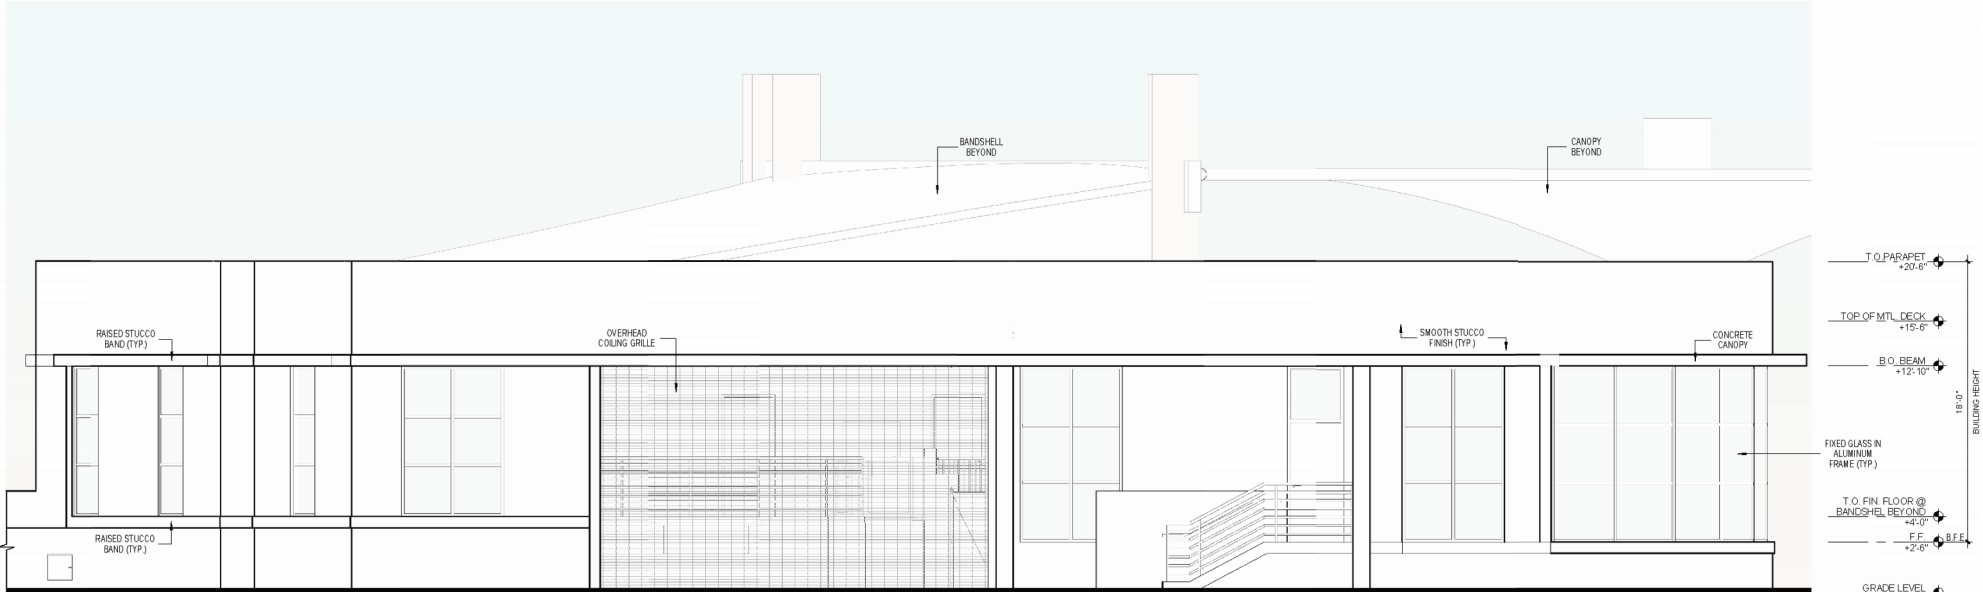 BANDSHELL
BEYOND
CANOPY
BEYOND
T.O.PARAPET
+20'-6"
TOP OF MTL. DECK
+15'-6"
RAISED STUCCO
BAND (TYP.)
OVERHEAD
COILING GRILLE
SMOOTH STUCCO
FINISH (TYP.)
CONCRETE
CANOPY
B.O. BEAM
+12'-10"
18'-0"
BUILDING HEIGHT
FIXED GLASS IN
ALUMINUM
FRAME (TYP.)
T.O. FIN. FLOOR @
BANDSHEL BEYOND
+4'-0"
RAISED STUCCO
BAND (TYP.)
F.F.
B.F.E.
+2'-6"
GRADE LEVEL